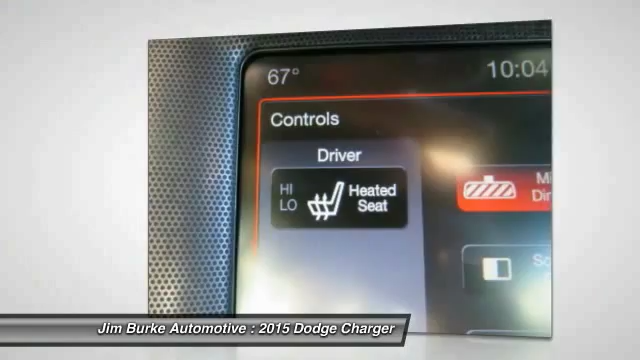 67° 10:04
Controls
Driver
HI
LO
Heated
Seat
Jim Burke Automotive : 2015 Dodge Charger